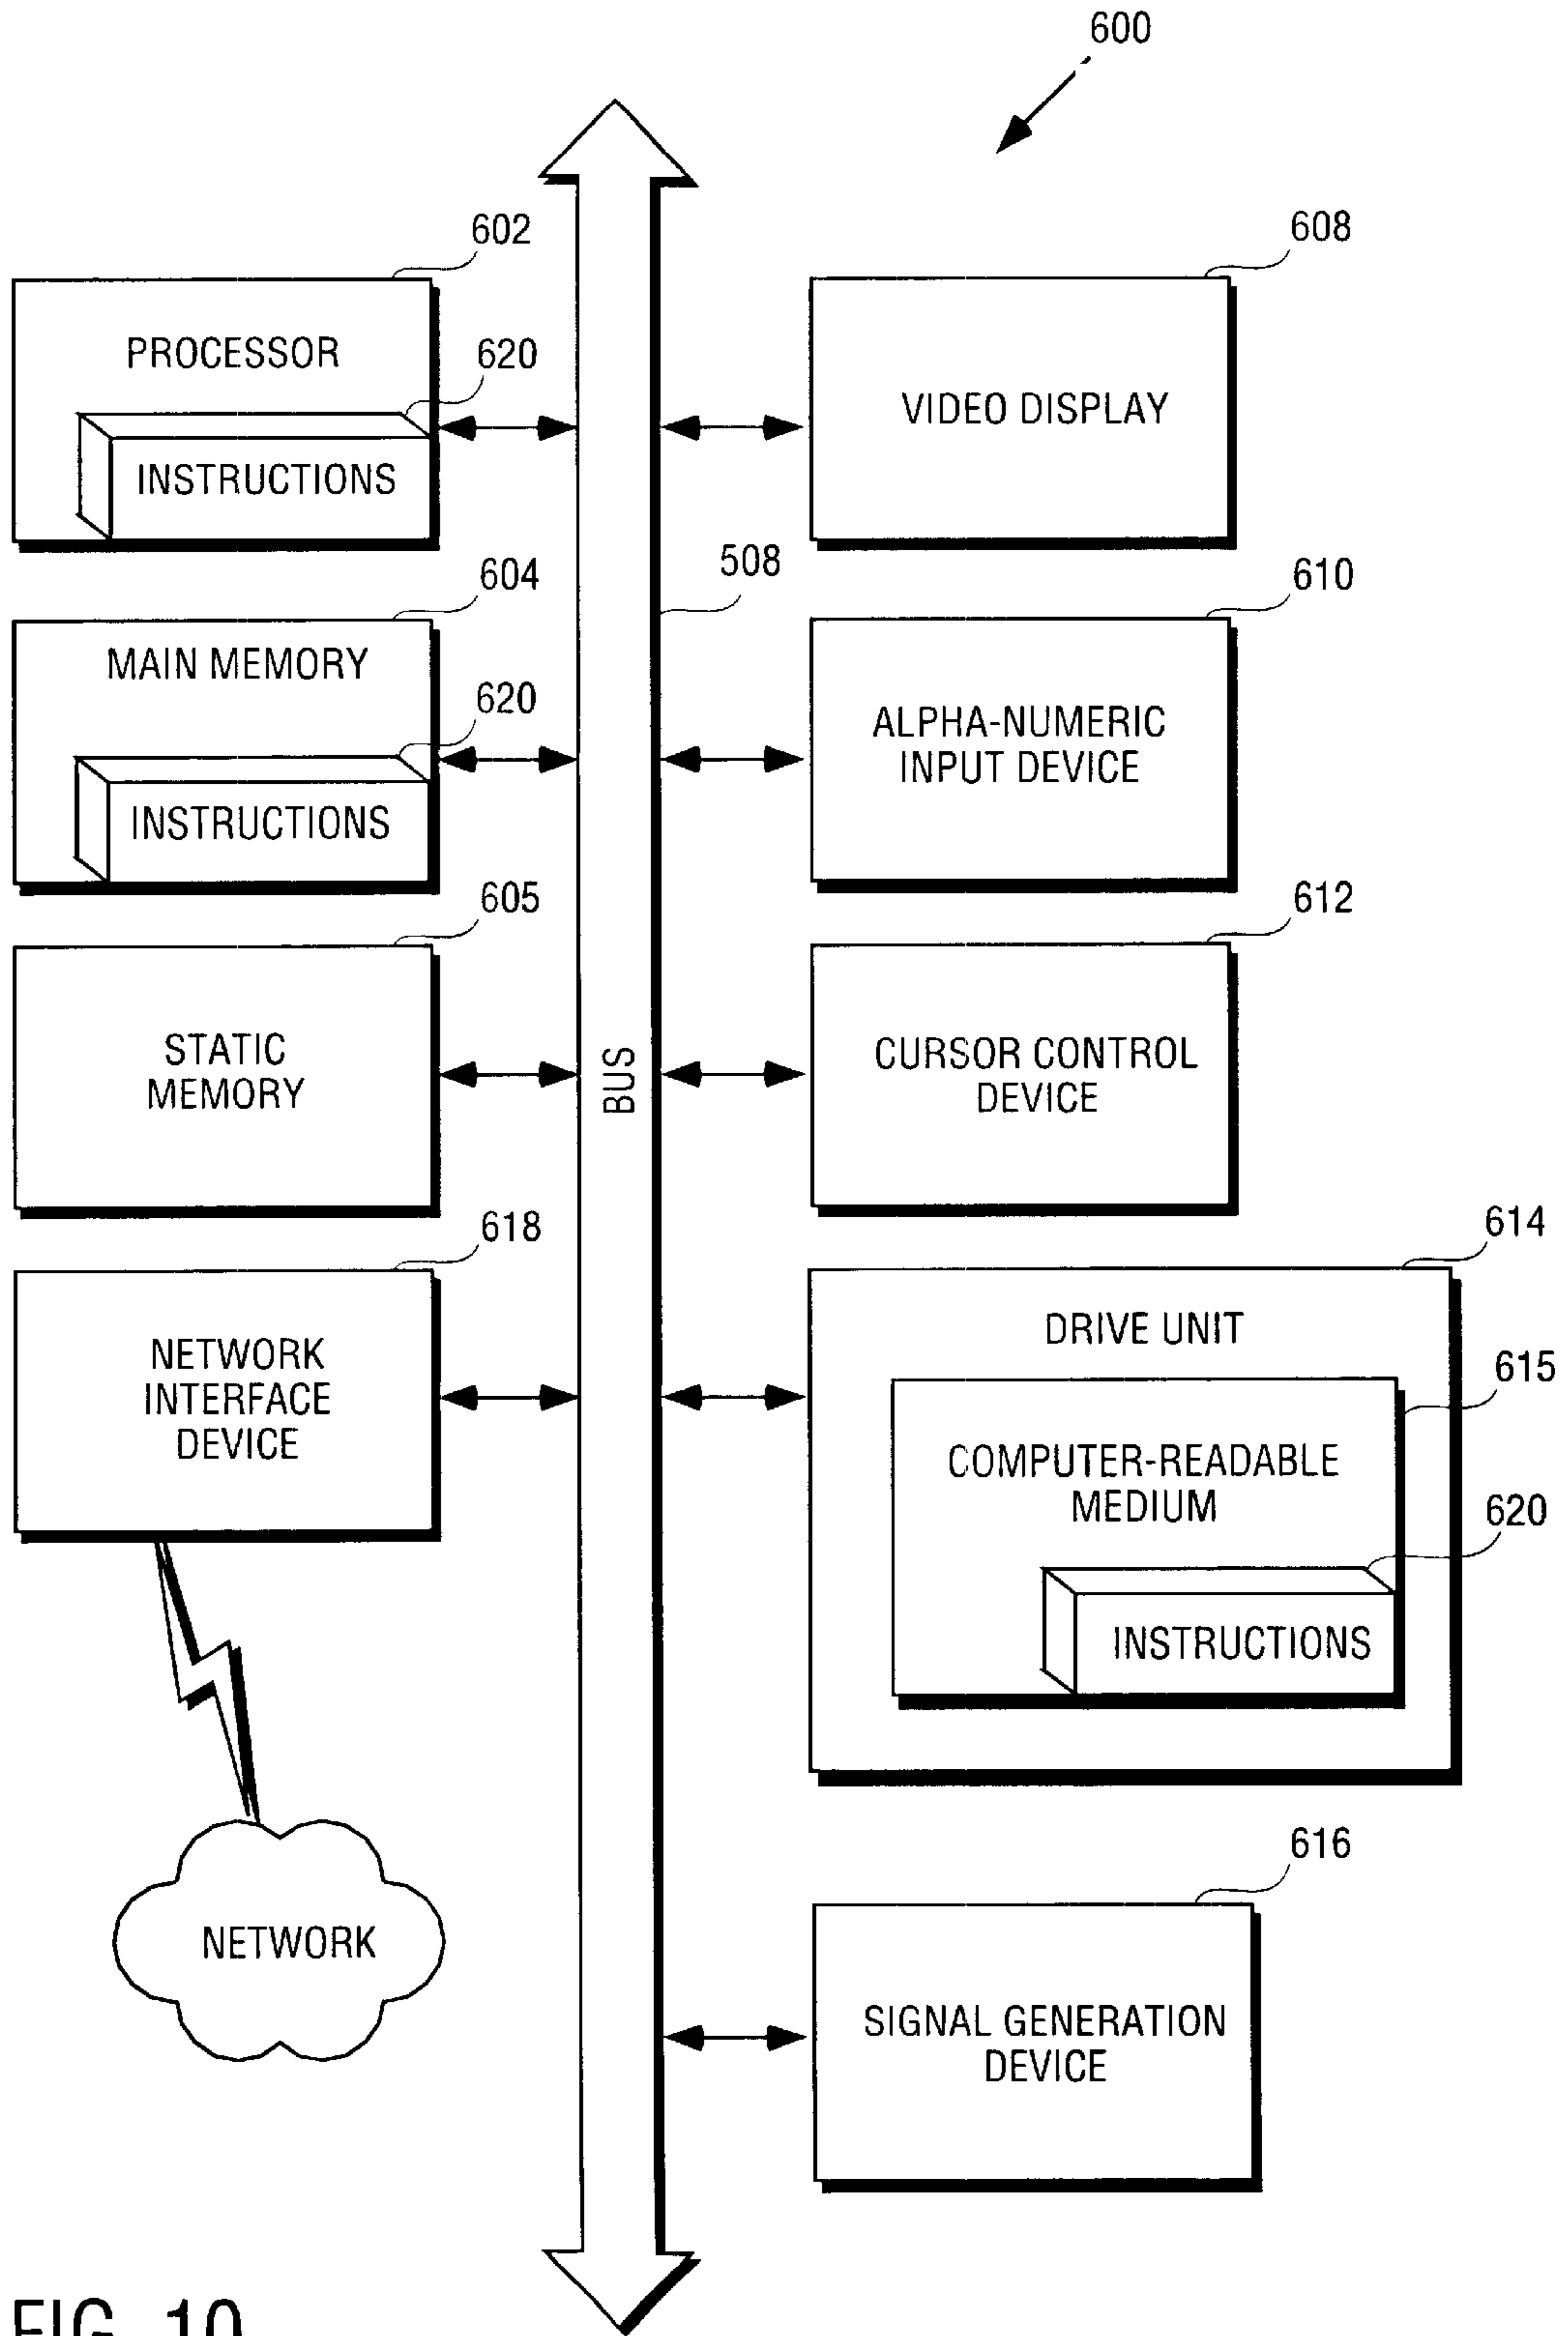 600
602
PROCESSOR
620
INSTRUCTIONS
604
MAIN MEMORY
620
INSTRUCTIONS
605
STATIC
MEMORY
618
NETWORK
INTERFACE
DEVICE
NETWORK
508
BUS
608
VIDEO DISPLAY
610
ALPHA-NUMERIC
INPUT DEVICE
612
CURSOR CONTROL
DEVICE
614
DRIVE UNIT
615
COMPUTER-READABLE
MEDIUM
620
INSTRUCTIONS
616
SIGNAL GENERATION
DEVICE
FIG. 10